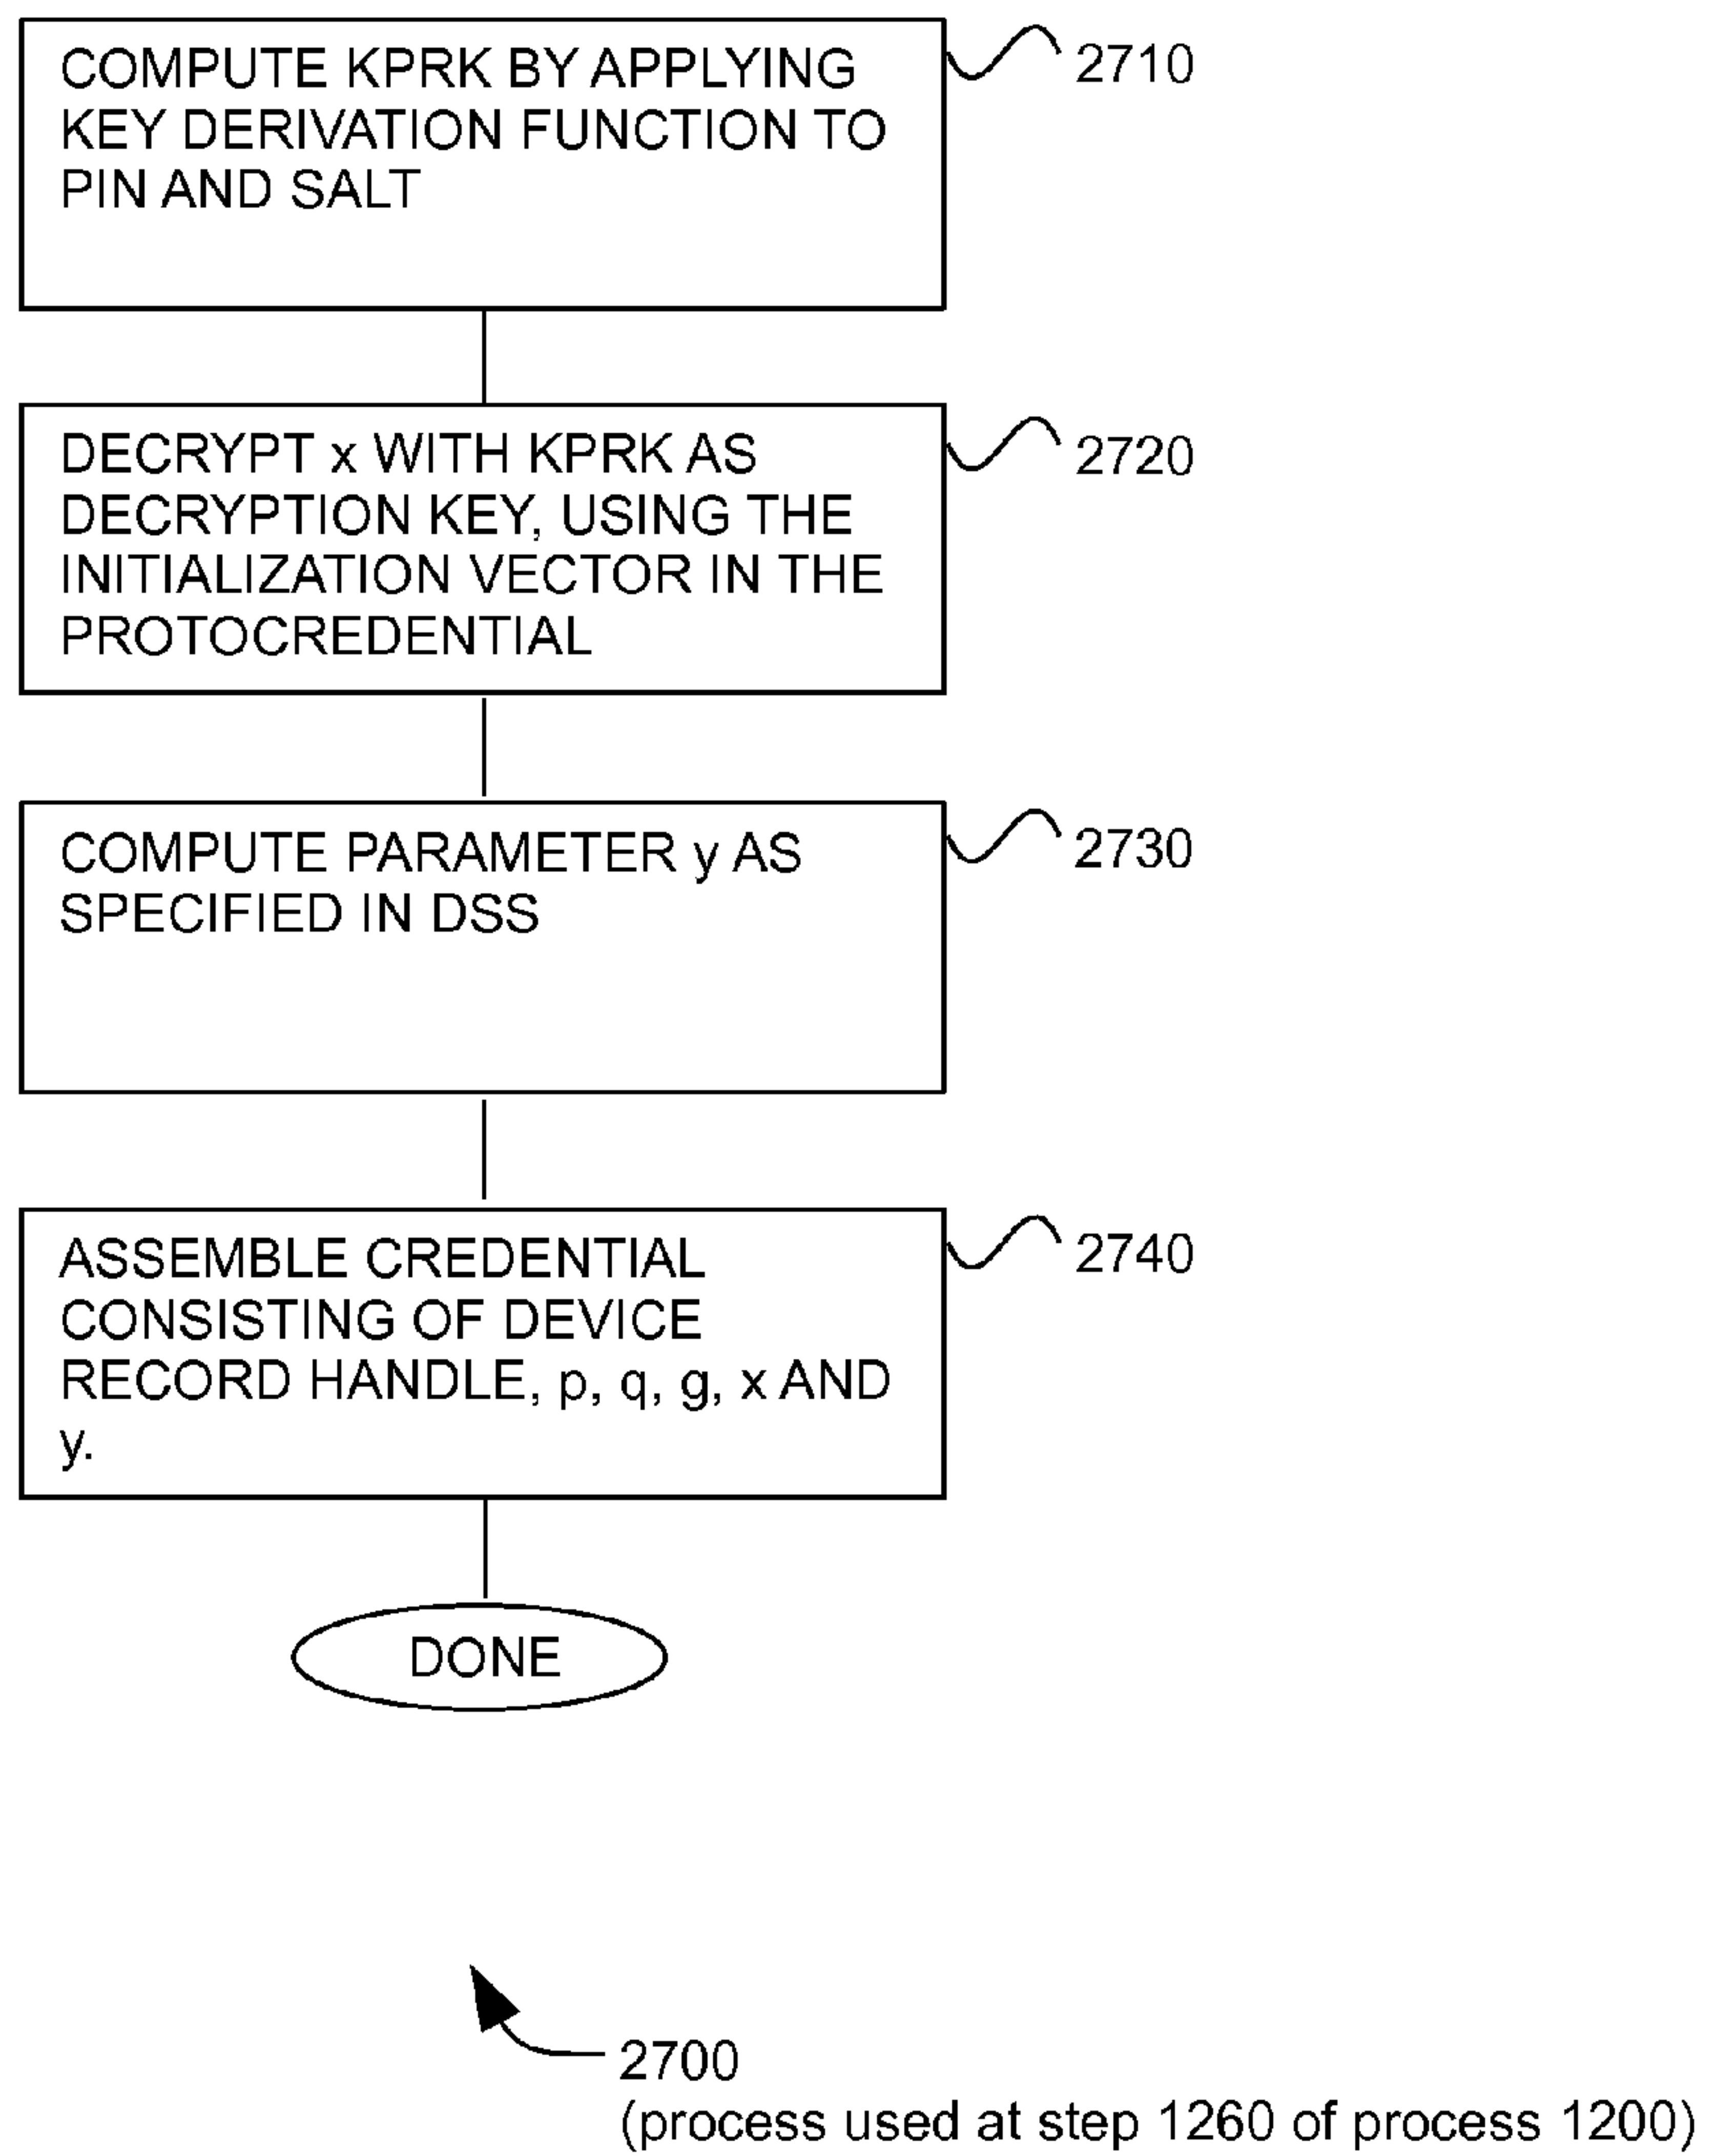 COMPUTE KPRK BY APPLYING
KEY DERIVATION FUNCTION TO
PIN AND SALT
2710
DECRYPT x WITH KPRK AS
DECRYPTION KEY, USING THE
INITIALIZATION VECTOR IN THE
PROTOCREDENTIAL
2720
COMPUTE PARAMETER y AS
SPECIFIED IN DSS
2730
ASSEMBLE CREDENTIAL
CONSISTING OF DEVICE
RECORD HANDLE, p, q, g, x AND
y.
2740
DONE
2700
(process used at step 1260 of process 1200)